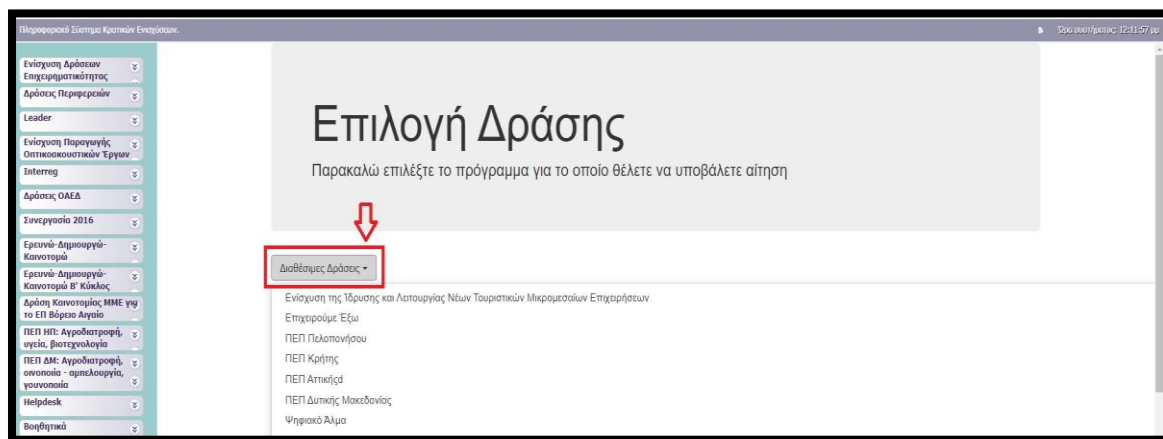 Πληροφοριακό Σύστημα Κρατικών Ενισχύσεων.
Ώρα συστήματος: 12:11:57 μμ
Ενίσχυση Δράσεων
Επιχειρηματικότητας
Δράσεις Περιφερειών
Leader
Ενίσχυση Παραγωγής
Οπτικοακουστικών Έργων
Interreg
Δράσεις ΟΑΕΔ
Συνεργασία 2016
Ερευνώ-Δημιουργώ-
Καινοτομώ
Ερευνώ-Δημιουργώ-
Καινοτομώ Β' Κύκλος
Δράση Καινοτομίας ΜΜΕ για
το ΕΠ Βόρειο Αιγαίο
ΠΕΠ ΗΠ: Αγροδιατροφή,
υγεία, βιοτεχνολογία
ΠΕΠ ΔΜ: Αγροδιατροφή,
οινοποιία - αμπελουργία,
γουνοποιία
Helpdesk
Βοηθητικά
Επιλογή Δράσης
Παρακαλώ επιλέξτε το πρόγραμμα για το οποίο θέλετε να υποβάλετε αίτηση
Διαθέσιμες Δράσεις
Ενίσχυση της Ίδρυσης και Λειτουργίας Νέων Τουριστικών Μικρομεσαίων Επιχειρήσεων
Επιχειρούμε Έξω
ΠΕΠ Πελοπονήσου
ΠΕΠ Κρήτης
ΠΕΠ Αττικήςd
ΠΕΠ Δυτικής Μακεδονίας
Ψηφιακό Άλμα